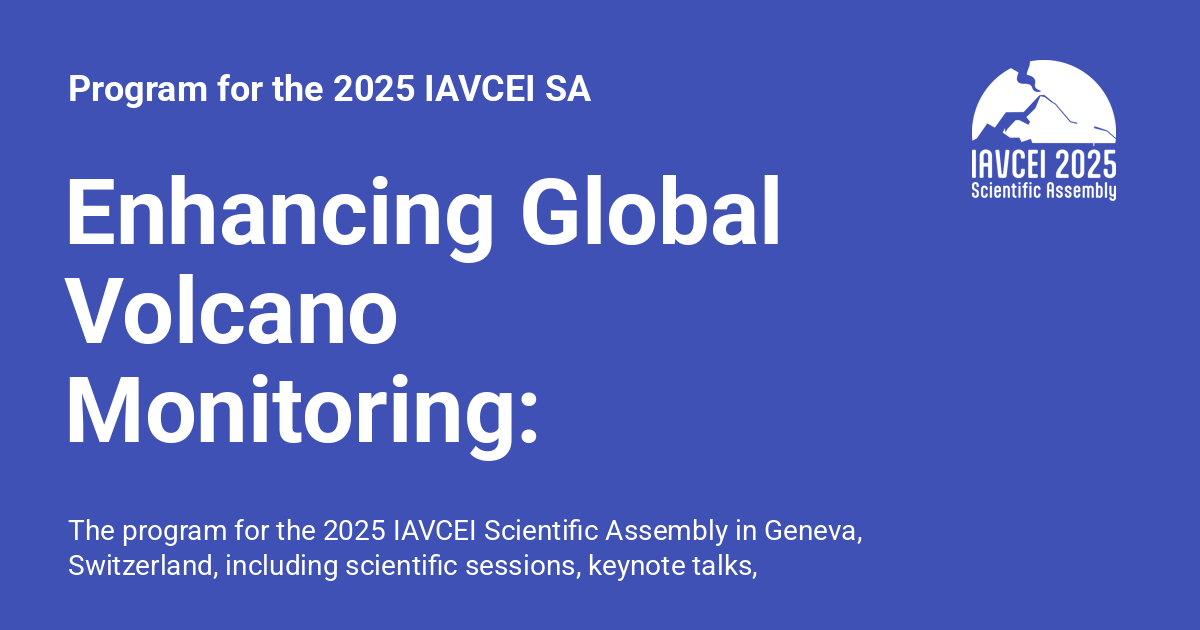 Program for the 2025 IAVCEI SA
IAVCEI 2025
Scientific Assembly
Enhancing Global
Volcano
Monitoring:
The program for the 2025 IAVCEI Scientific Assembly in Geneva,
Switzerland, including scientific sessions, keynote talks,